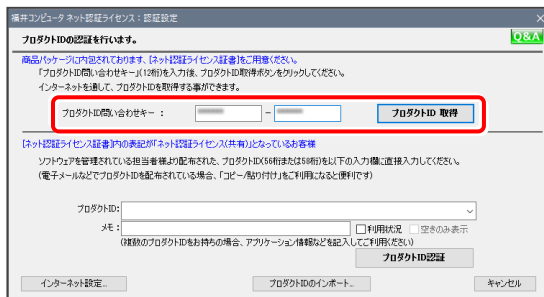 福井コンピュータ ネット認証ライセンス：認証設定
プロダクトIDの認証を行います。
Q&A
商品パッケージに内包されております、[ネット認証ライセンス証書]をご用意ください。
「プロダクトID問い合わせキー」(12桁)を入力後、プロダクトID取得ボタンをクリックしてください。
インターネットを通して、プロダクトIDを取得する事ができます。
プロダクトID問い合わせキー： - プロダクトID 取得
[ネット認証ライセンス証書]内の表記が「ネット認証ライセンス(共有)」となっているお客様
ソフトウェアを管理されている担当者様より配布された、プロダクトID(56桁または58桁)を以下の入力欄に直接入力してください。
(電子メールなどでプロダクトIDを配布されている場合、「コピー/貼り付け」をご利用になると便利です)
プロダクトID:
メモ： 利用状況 空きのみ表示
(複数のプロダクトIDをお持ちの場合、アプリケーション情報などを記入してご利用ください)
プロダクトID認証
インターネット設定... プロダクトIDのインポート... キャンセル